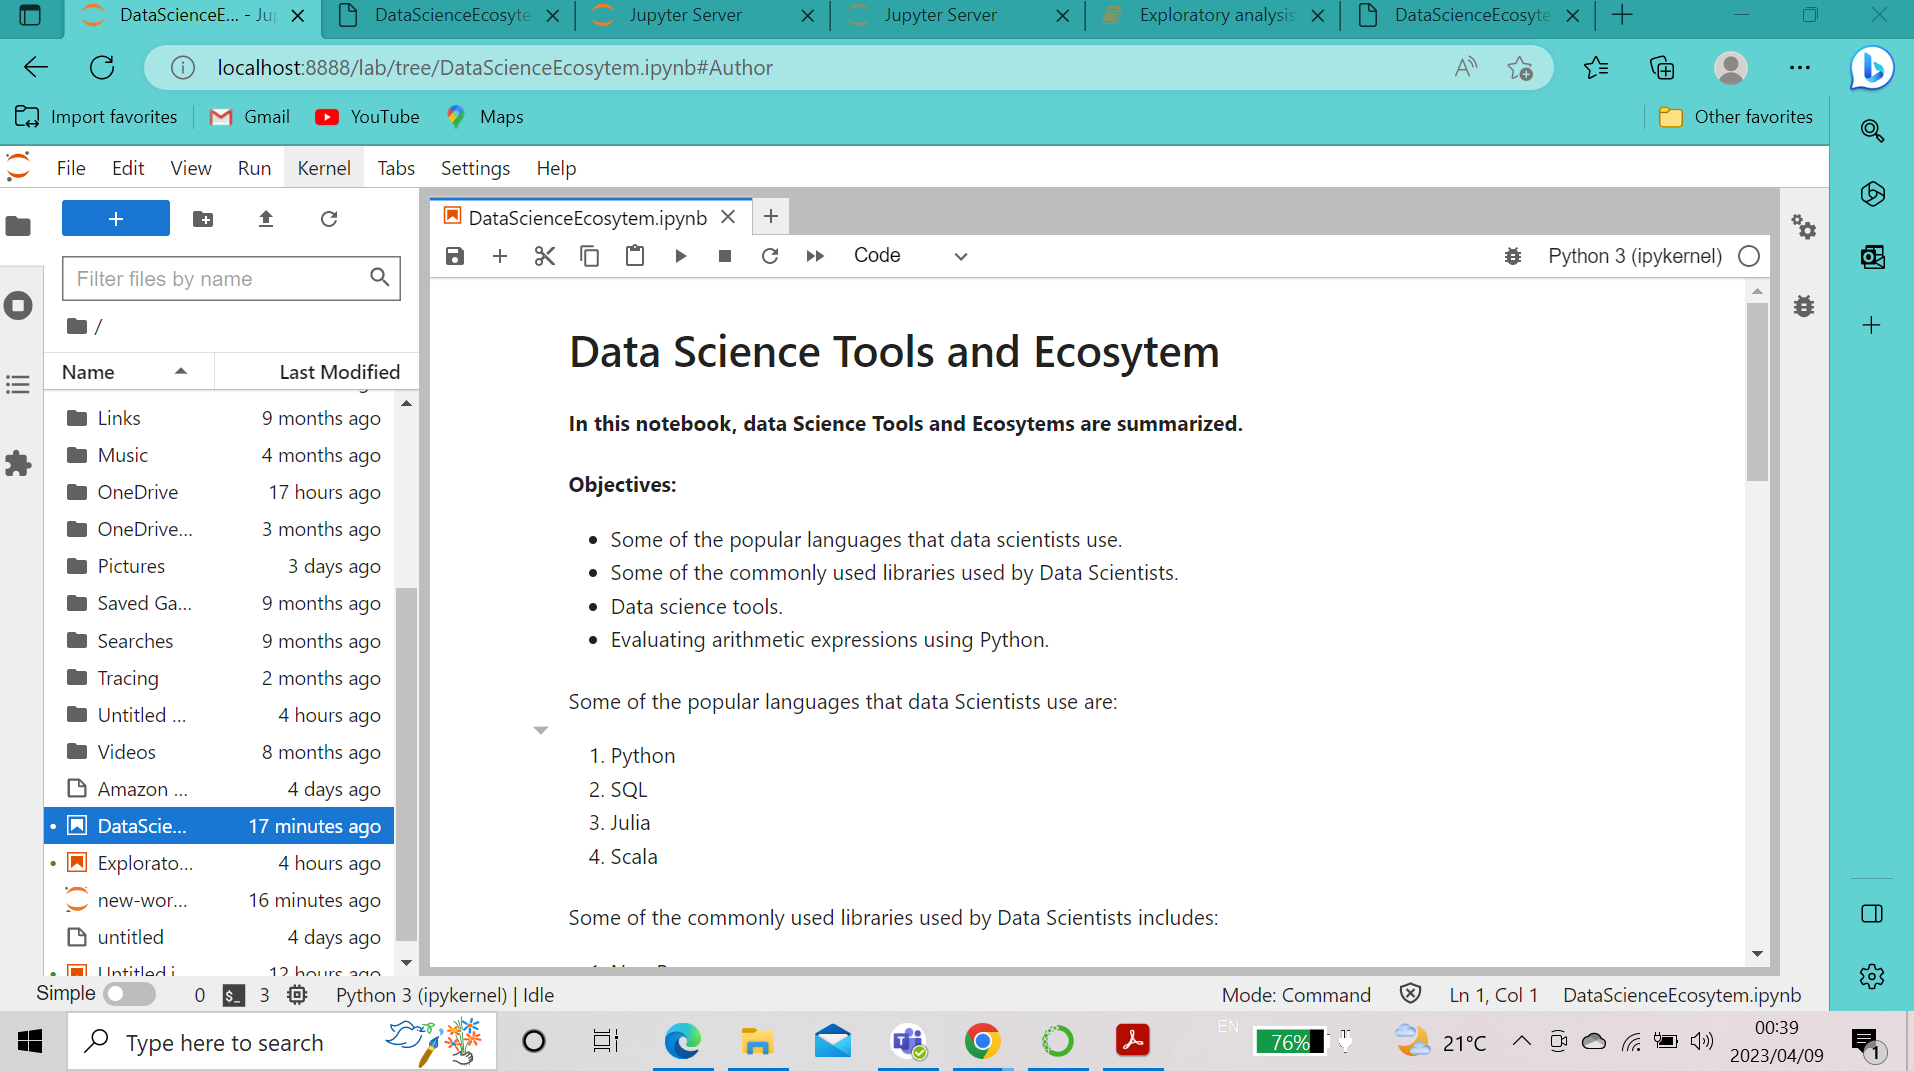 DataScienceE... - Jup
DataScienceEcosyte
Jupyter Server
Jupyter Server
Exploratory analysis
DataScienceEcosyte
localhost:8888/lab/tree/DataScienceEcosytem.ipynb#Author
Import favorites
Gmail
YouTube
Maps
Other favorites
File Edit View Run Kernel Tabs Settings Help
DataScienceEcosytem.ipynb
Filter files by name
Code
Python 3 (ipykernel)
/
Name Last Modified
Links 9 months ago
Music 4 months ago
OneDrive 17 hours ago
OneDrive... 3 months ago
Pictures 3 days ago
Saved Ga... 9 months ago
Searches 9 months ago
Tracing 2 months ago
Untitled ... 4 hours ago
Videos 8 months ago
Amazon ... 4 days ago
DataScie... 17 minutes ago
Explorato... 4 hours ago
new-wor... 16 minutes ago
untitled 4 days ago
Untitled.i 12 hours ago
Data Science Tools and Ecosytem
In this notebook, data Science Tools and Ecosytems are summarized.
Objectives:
• Some of the popular languages that data scientists use.
• Some of the commonly used libraries used by Data Scientists.
• Data science tools.
• Evaluating arithmetic expressions using Python.
Some of the popular languages that data Scientists use are:
1. Python
2. SQL
3. Julia
4. Scala
Some of the commonly used libraries used by Data Scientists includes:
Simple 0 $_ 3 Python 3 (ipykernel) | Idle
Mode: Command Ln 1, Col 1 DataScienceEcosytem.ipynb
Type here to search
EN
76%
21°C
00:39
2023/04/09
1